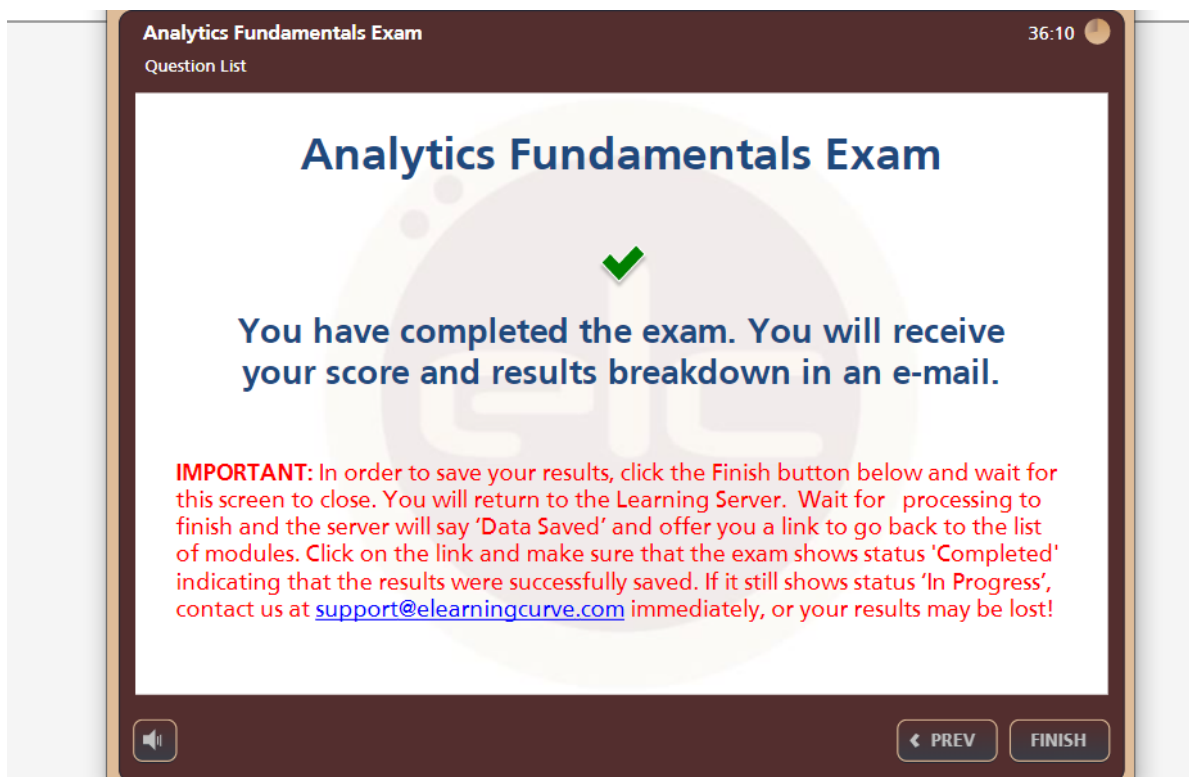 Analytics Fundamentals Exam
36:10
Question List
Analytics Fundamentals Exam
elc
You have completed the exam. You will receive
your score and results breakdown in an e-mail.
IMPORTANT: In order to save your results, click the Finish button below and wait for
this screen to close. You will return to the Learning Server.  Wait for   processing to
finish and the server will say ‘Data Saved’ and offer you a link to go back to the list
of modules. Click on the link and make sure that the exam shows status 'Completed'
indicating that the results were successfully saved. If it still shows status ‘In Progress’,
contact us at support@elearningcurve.com immediately, or your results may be lost!
PREV
FINISH